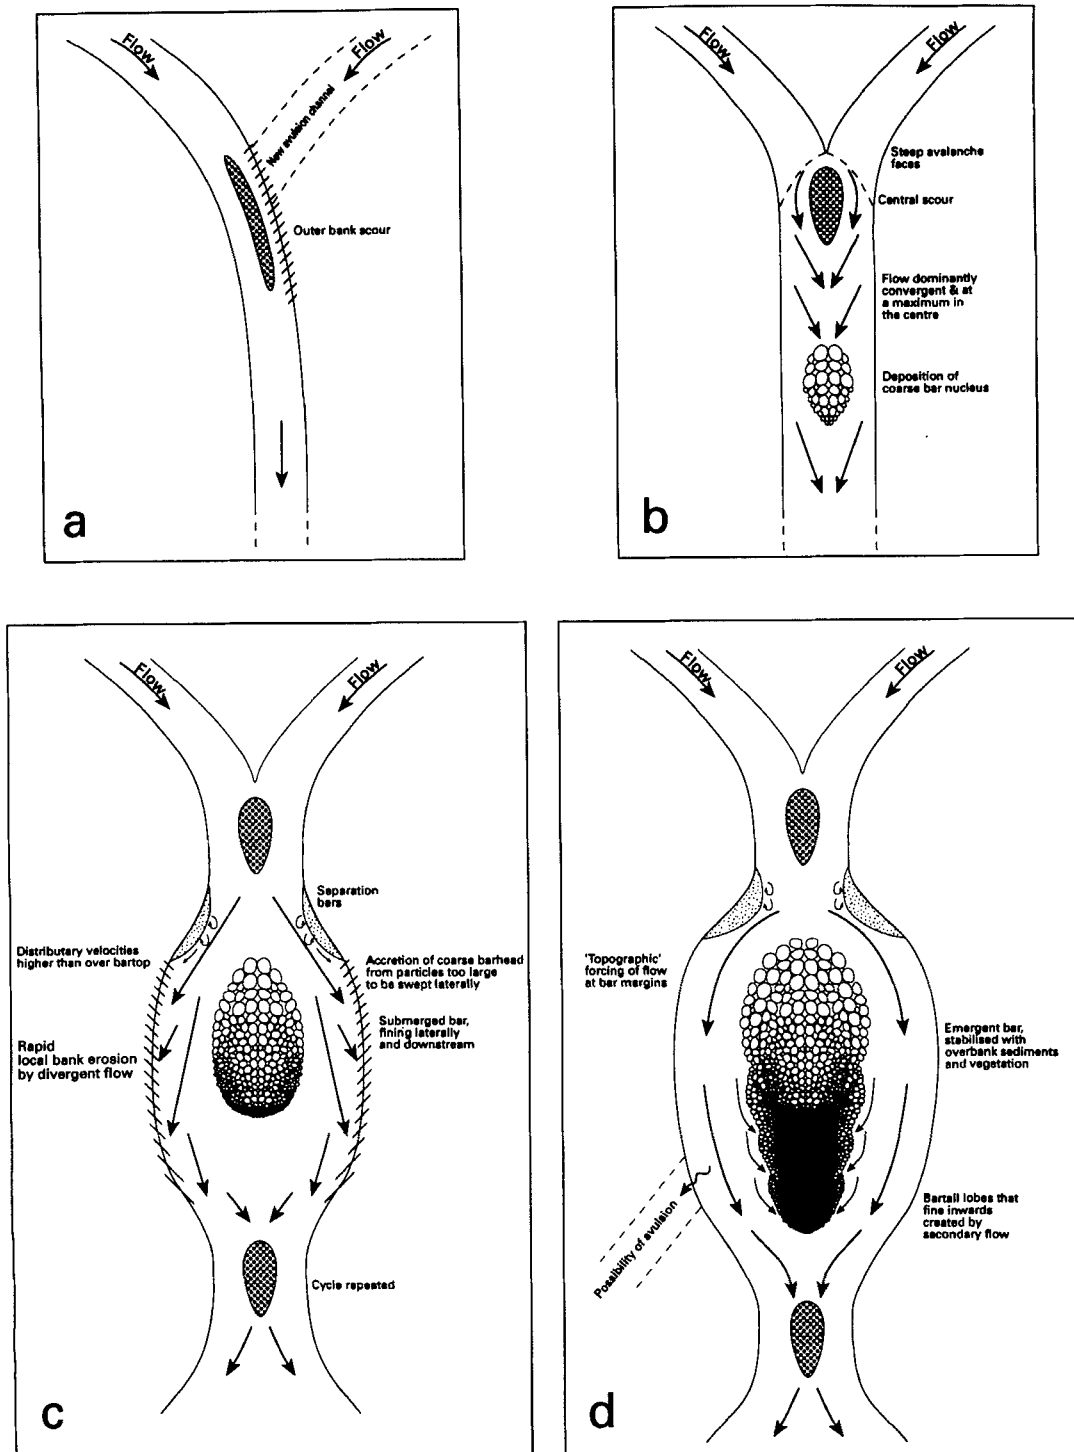 Flow
Flow
New avulsion channel
Outer bank scour
a
Flow
Flow
Steep avalanche
faces
Central scour
Flow dominantly
convergent & at
a maximum in
the centre
Deposition of
coarse bar nucleus
b
Flow
Flow
Separation
bars
Distributary velocities
higher than over bartop
Accretion of coarse barhead
from particles too large
to be swept laterally
Submerged bar,
fining laterally
and downstream
Rapid
local bank erosion
by divergent flow
Cycle repeated
c
Flow
Flow
'Topographic'
forcing of flow
at bar margins
Emergent bar,
stabilised with
overbank sediments
and vegetation
Bartail lobes that
fine inwards
created by
secondary flow
Possibility of avulsion
d